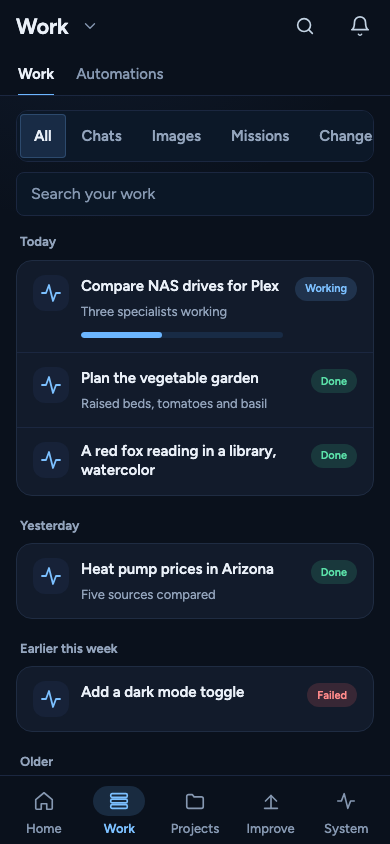 Work
Work Automations
All Chats Images Missions Change
Search your work
Today
Compare NAS drives for Plex
Working
Three specialists working
Plan the vegetable garden
Done
Raised beds, tomatoes and basil
A red fox reading in a library,
watercolor
Done
Yesterday
Heat pump prices in Arizona
Done
Five sources compared
Earlier this week
Add a dark mode toggle
Failed
Older
Home Work Projects Improve System